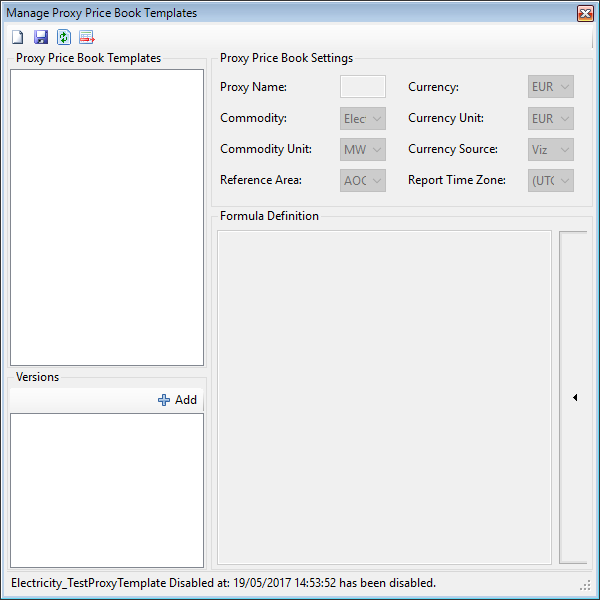 Manage Proxy Price Book Templates
Proxy Price Book Templates
Versions
Add
Proxy Price Book Settings
Proxy Name:
Currency: EUR
Commodity: Elec
Currency Unit: EUR
Commodity Unit: MW
Currency Source: Viz
Reference Area: AOC
Report Time Zone: (UTC
Formula Definition
Electricity_TestProxyTemplate Disabled at: 19/05/2017 14:53:52 has been disabled.